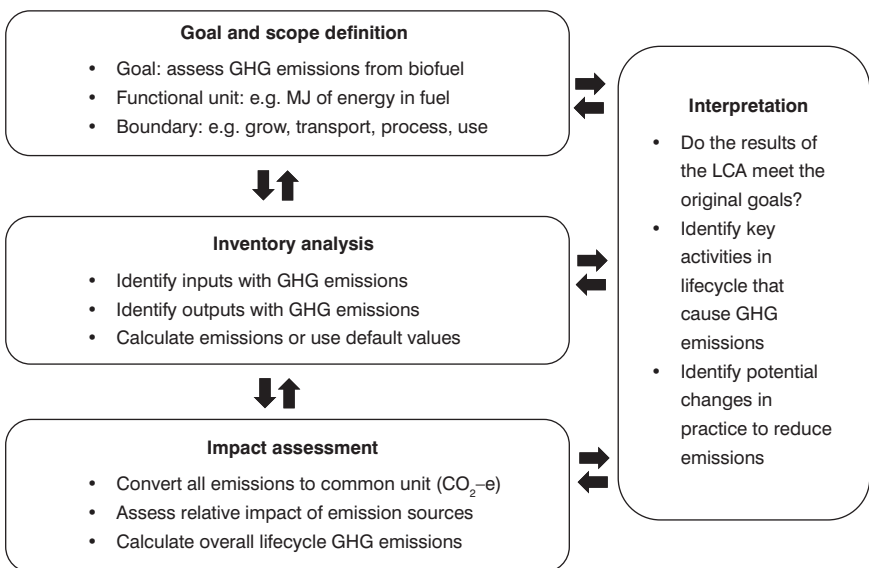 Goal and scope definition
• Goal: assess GHG emissions from biofuel
• Functional unit: e.g. MJ of energy in fuel
• Boundary: e.g. grow, transport, process, use
Inventory analysis
• Identify inputs with GHG emissions
• Identify outputs with GHG emissions
• Calculate emissions or use default values
Impact assessment
• Convert all emissions to common unit (CO₂–e)
• Assess relative impact of emission sources
• Calculate overall lifecycle GHG emissions
Interpretation
• Do the results of
the LCA meet the
original goals?
• Identify key
activities in
lifecycle that
cause GHG
emissions
• Identify potential
changes in
practice to reduce
emissions